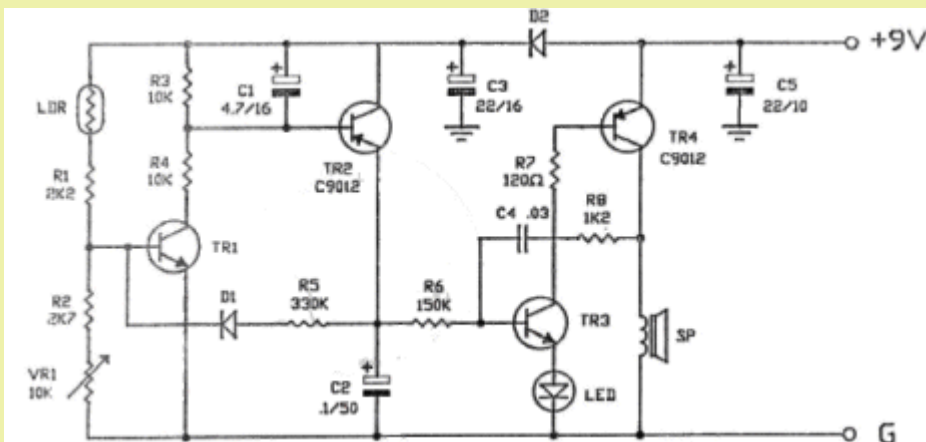 D2
+9V
R3
10K
C1
4.7/16
C3
22/16
C5
22/10
LDR
TR2
C9012
TR4
C9012
R1
2K2
R4
10K
R7
120Ω
C4 .03
R8
1K2
TR1
D1
R5
330K
R6
150K
TR3
SP
R2
2K7
VR1
10K
C2
.1/50
LED
G